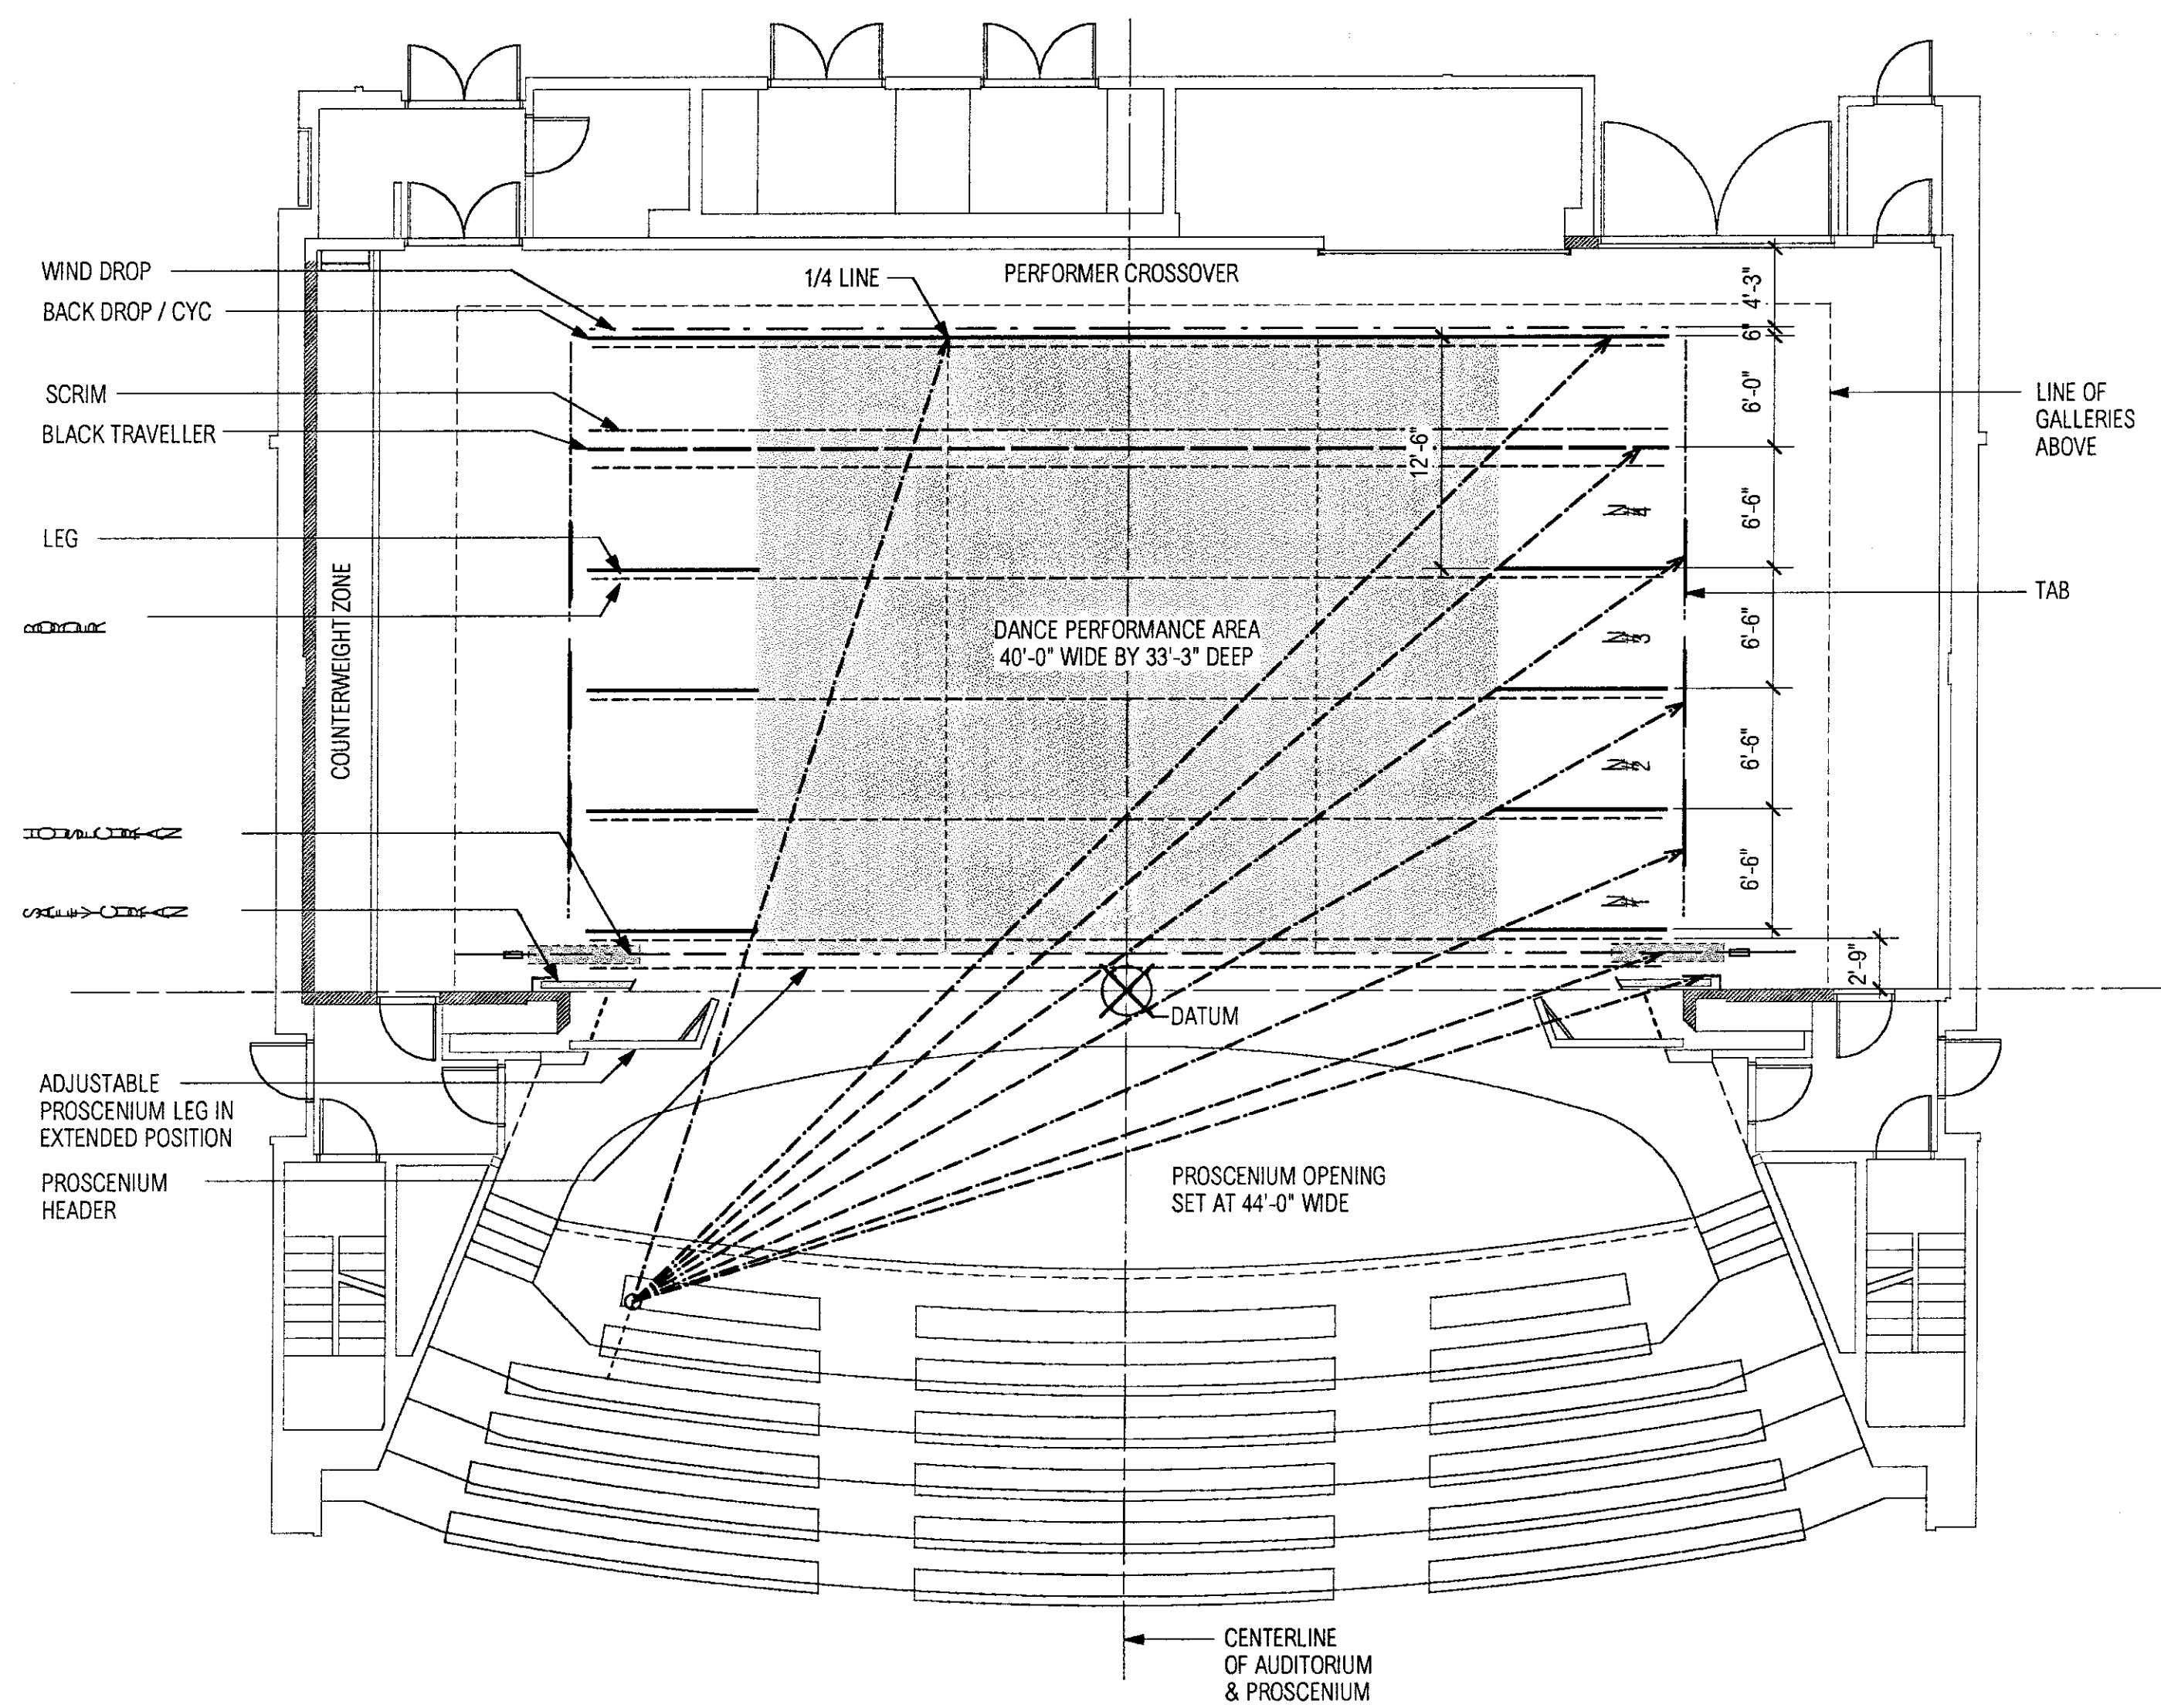 WIND DROP
BACK DROP / CYC
SCRIM
BLACK TRAVELLER
LEG
COUNTERWEIGHT ZONE
ADJUSTABLE
PROSCENIUM LEG IN
EXTENDED POSITION
PROSCENIUM
HEADER
1/4 LINE
PERFORMER CROSSOVER
DANCE PERFORMANCE AREA
40'-0" WIDE BY 33'-3" DEEP
12'-6"
DATUM
PROSCENIUM OPENING
SET AT 44'-0" WIDE
4'-3"
6"
6'-0"
6'-6"
6'-6"
6'-6"
6'-6"
2'-9"
LINE OF
GALLERIES
ABOVE
TAB
CENTERLINE
OF AUDITORIUM
& PROSCENIUM